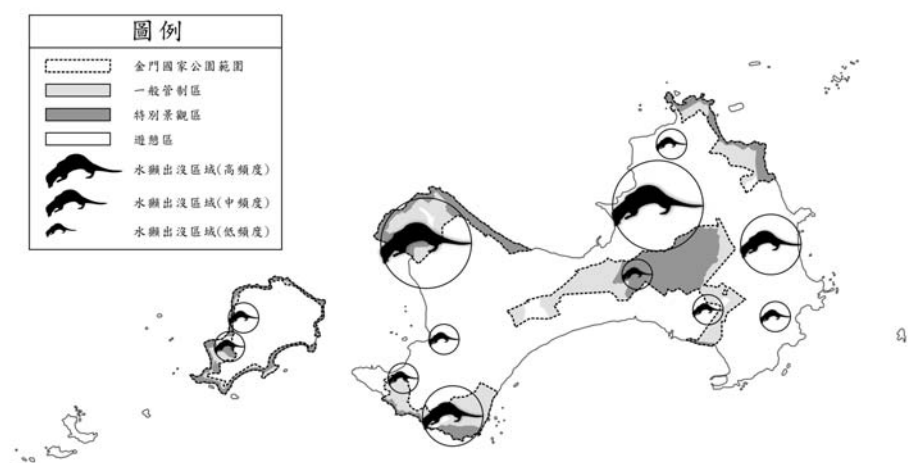 圖例
金門國家公園範圍
一般管制區
特別景觀區
遊憩區
水獺出沒區域(高頻度)
水獺出沒區域(中頻度)
水獺出沒區域(低頻度)